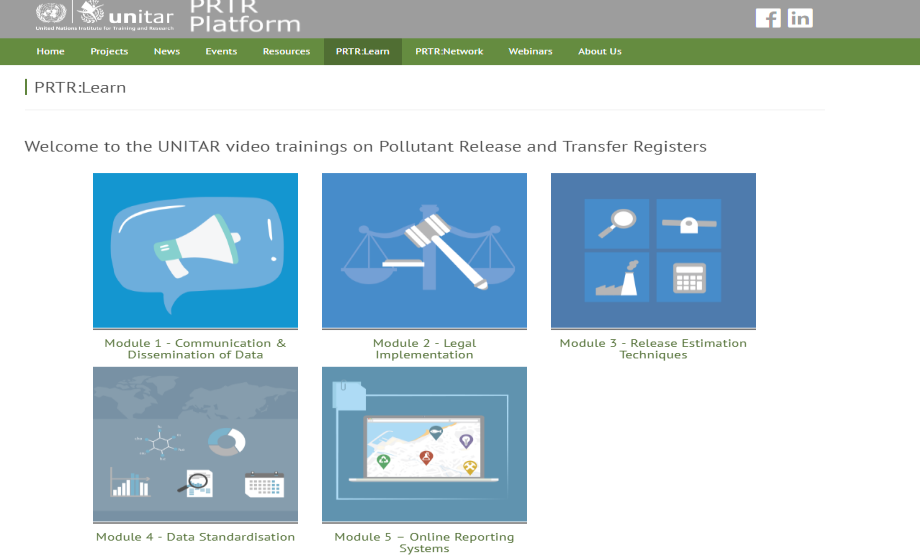 unitar
United Nations Institute for Training and Research
PRTR
Platform
Home Projects News Events Resources PRTR:Learn PRTR:Network Webinars About Us
PRTR:Learn
Welcome to the UNITAR video trainings on Pollutant Release and Transfer Registers
Module 1 - Communication &
Dissemination of Data
Module 2 - Legal
Implementation
Module 3 - Release Estimation
Techniques
Module 4 - Data Standardisation
Module 5 – Online Reporting
Systems